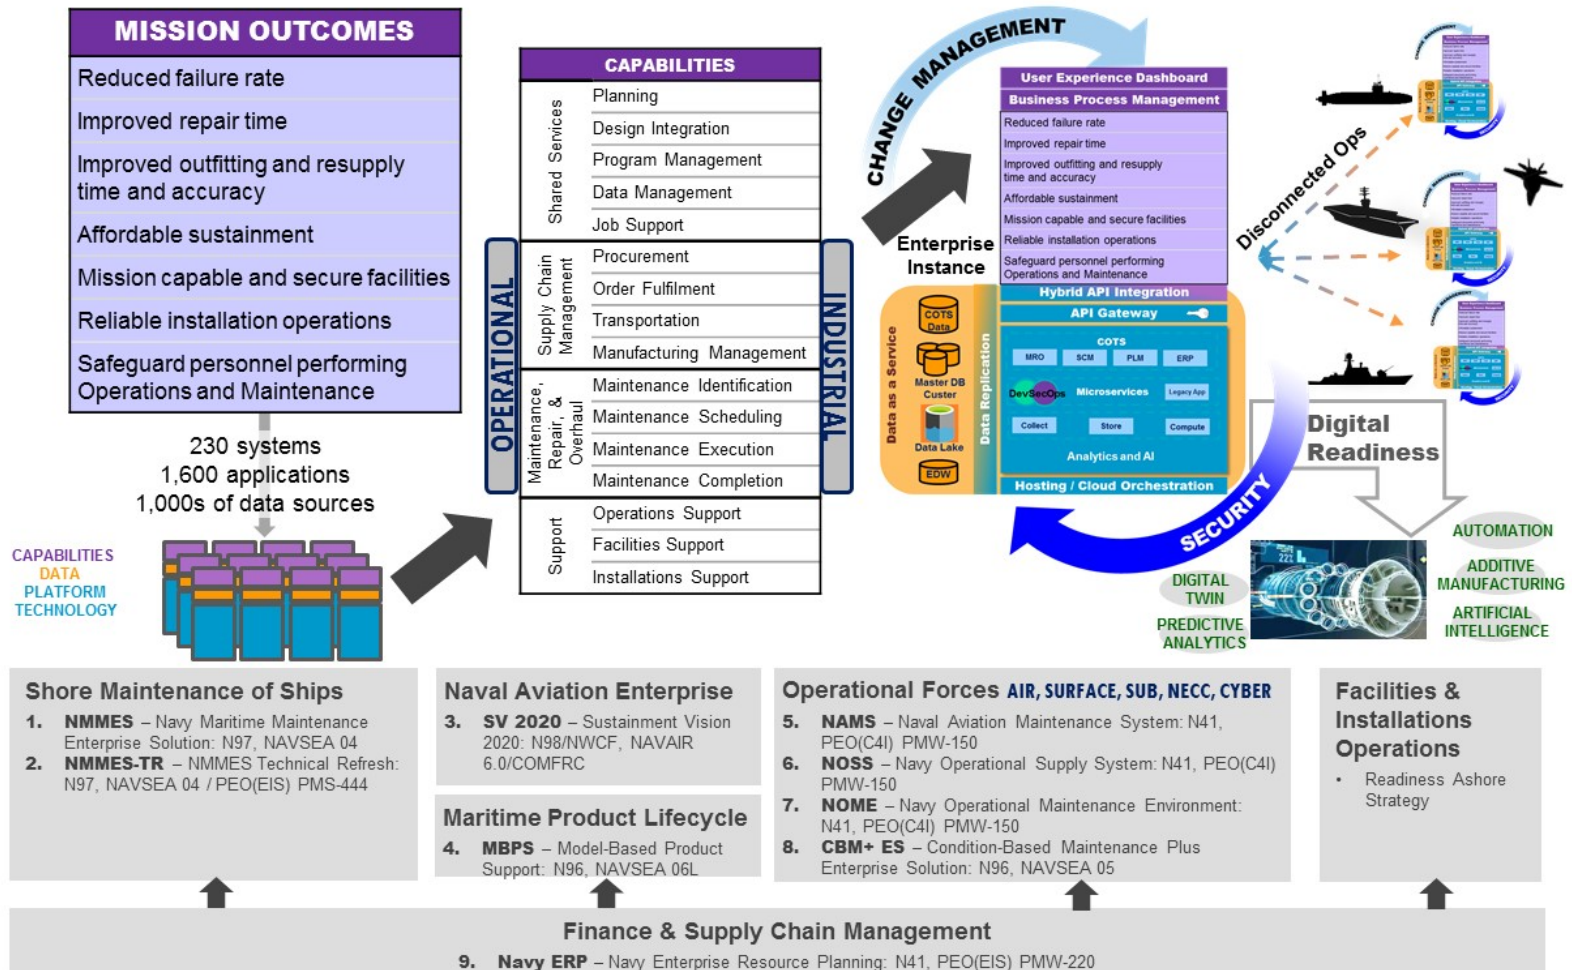 MISSION OUTCOMES
Reduced failure rate
Improved repair time
Improved outfitting and resupply
time and accuracy
Affordable sustainment
Mission capable and secure facilities
Reliable installation operations
Safeguard personnel performing
Operations and Maintenance
230 systems
1,600 applications
1,000s of data sources
CAPABILITIES
DATA
PLATFORM
TECHNOLOGY
CAPABILITIES
Shared Services
Planning
Design Integration
Program Management
Data Management
Job Support
OPERATIONAL
INDUSTRIAL
Supply Chain
Management
Procurement
Order Fulfilment
Transportation
Manufacturing Management
Maintenance,
Repair, &
Overhaul
Maintenance Identification
Maintenance Scheduling
Maintenance Execution
Maintenance Completion
Support
Operations Support
Facilities Support
Installations Support
CHANGE MANAGEMENT
Enterprise
Instance
User Experience Dashboard
Business Process Management
Reduced failure rate
Improved repair time
Improved outfitting and resupply
time and accuracy
Affordable sustainment
Mission capable and secure facilities
Reliable installation operations
Safeguard personnel performing
Operations and Maintenance
Hybrid API Integration
API Gateway
Data as a Service
COTS
Data
Master DB
Custer
Data Lake
EDW
Data Replication
COTS
MRO SCM PLM ERP
DevSecOps Microservices Legacy App
Collect Store Compute
Analytics and AI
Hosting / Cloud Orchestration
SECURITY
Disconnected Ops
Digital
Readiness
DIGITAL
TWIN
PREDICTIVE
ANALYTICS
AUTOMATION
ADDITIVE
MANUFACTURING
ARTIFICIAL
INTELLIGENCE
Shore Maintenance of Ships
1. NMMES – Navy Maritime Maintenance
Enterprise Solution: N97, NAVSEA 04
2. NMMES-TR – NMMES Technical Refresh:
N97, NAVSEA 04 / PEO(EIS) PMS-444
Naval Aviation Enterprise
3. SV 2020 – Sustainment Vision
2020: N98/NWCF, NAVAIR
6.0/COMFRC
Maritime Product Lifecycle
4. MBPS – Model-Based Product
Support: N96, NAVSEA 06L
Operational Forces AIR, SURFACE, SUB, NECC, CYBER
5. NAMS – Naval Aviation Maintenance System: N41,
PEO(C4I) PMW-150
6. NOSS – Navy Operational Supply System: N41, PEO(C4I)
PMW-150
7. NOME – Navy Operational Maintenance Environment:
N41, PEO(C4I) PMW-150
8. CBM+ ES – Condition-Based Maintenance Plus
Enterprise Solution: N96, NAVSEA 05
Facilities &
Installations
Operations
• Readiness Ashore
Strategy
Finance & Supply Chain Management
9. Navy ERP – Navy Enterprise Resource Planning: N41, PEO(EIS) PMW-220